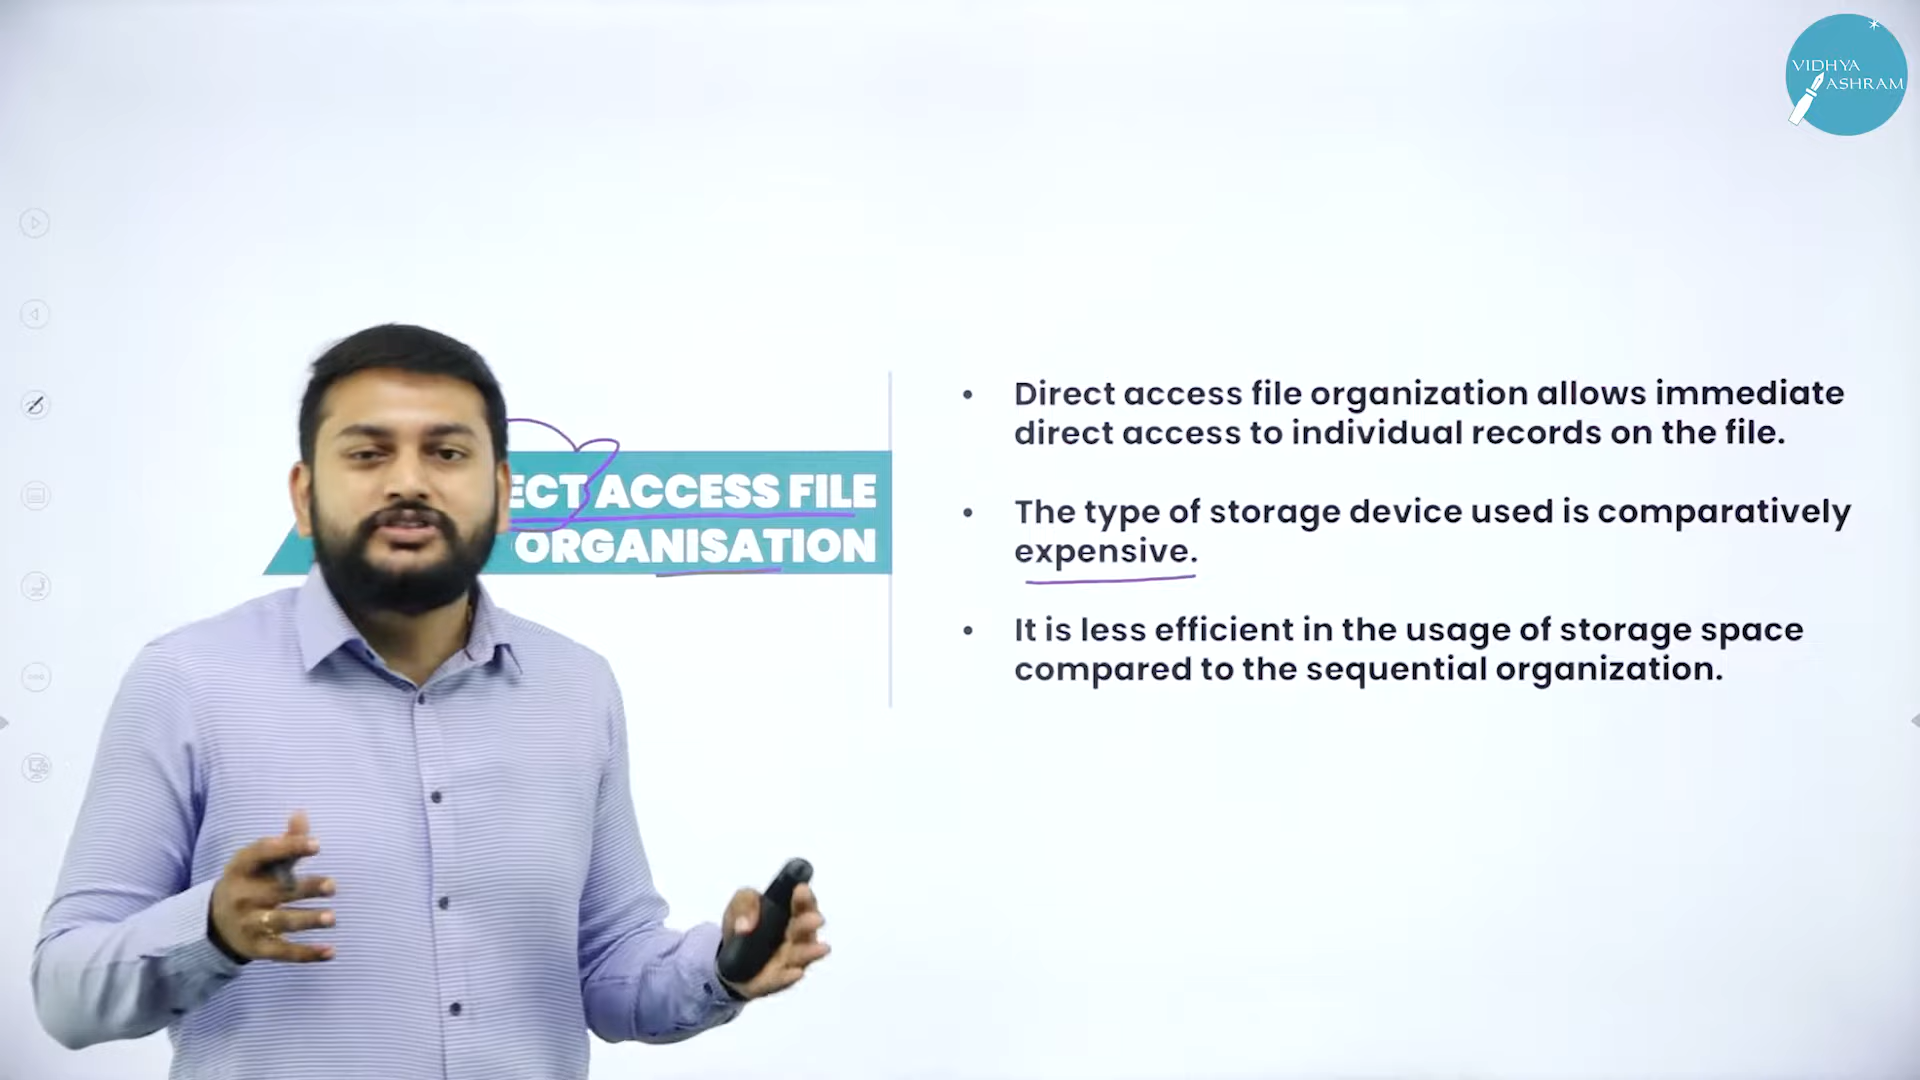 VIDHYA
ASHRAM
ECT ACCESS FILE
ORGANISATION
• Direct access file organization allows immediate
direct access to individual records on the file.
• The type of storage device used is comparatively
expensive.
• It is less efficient in the usage of storage space
compared to the sequential organization.